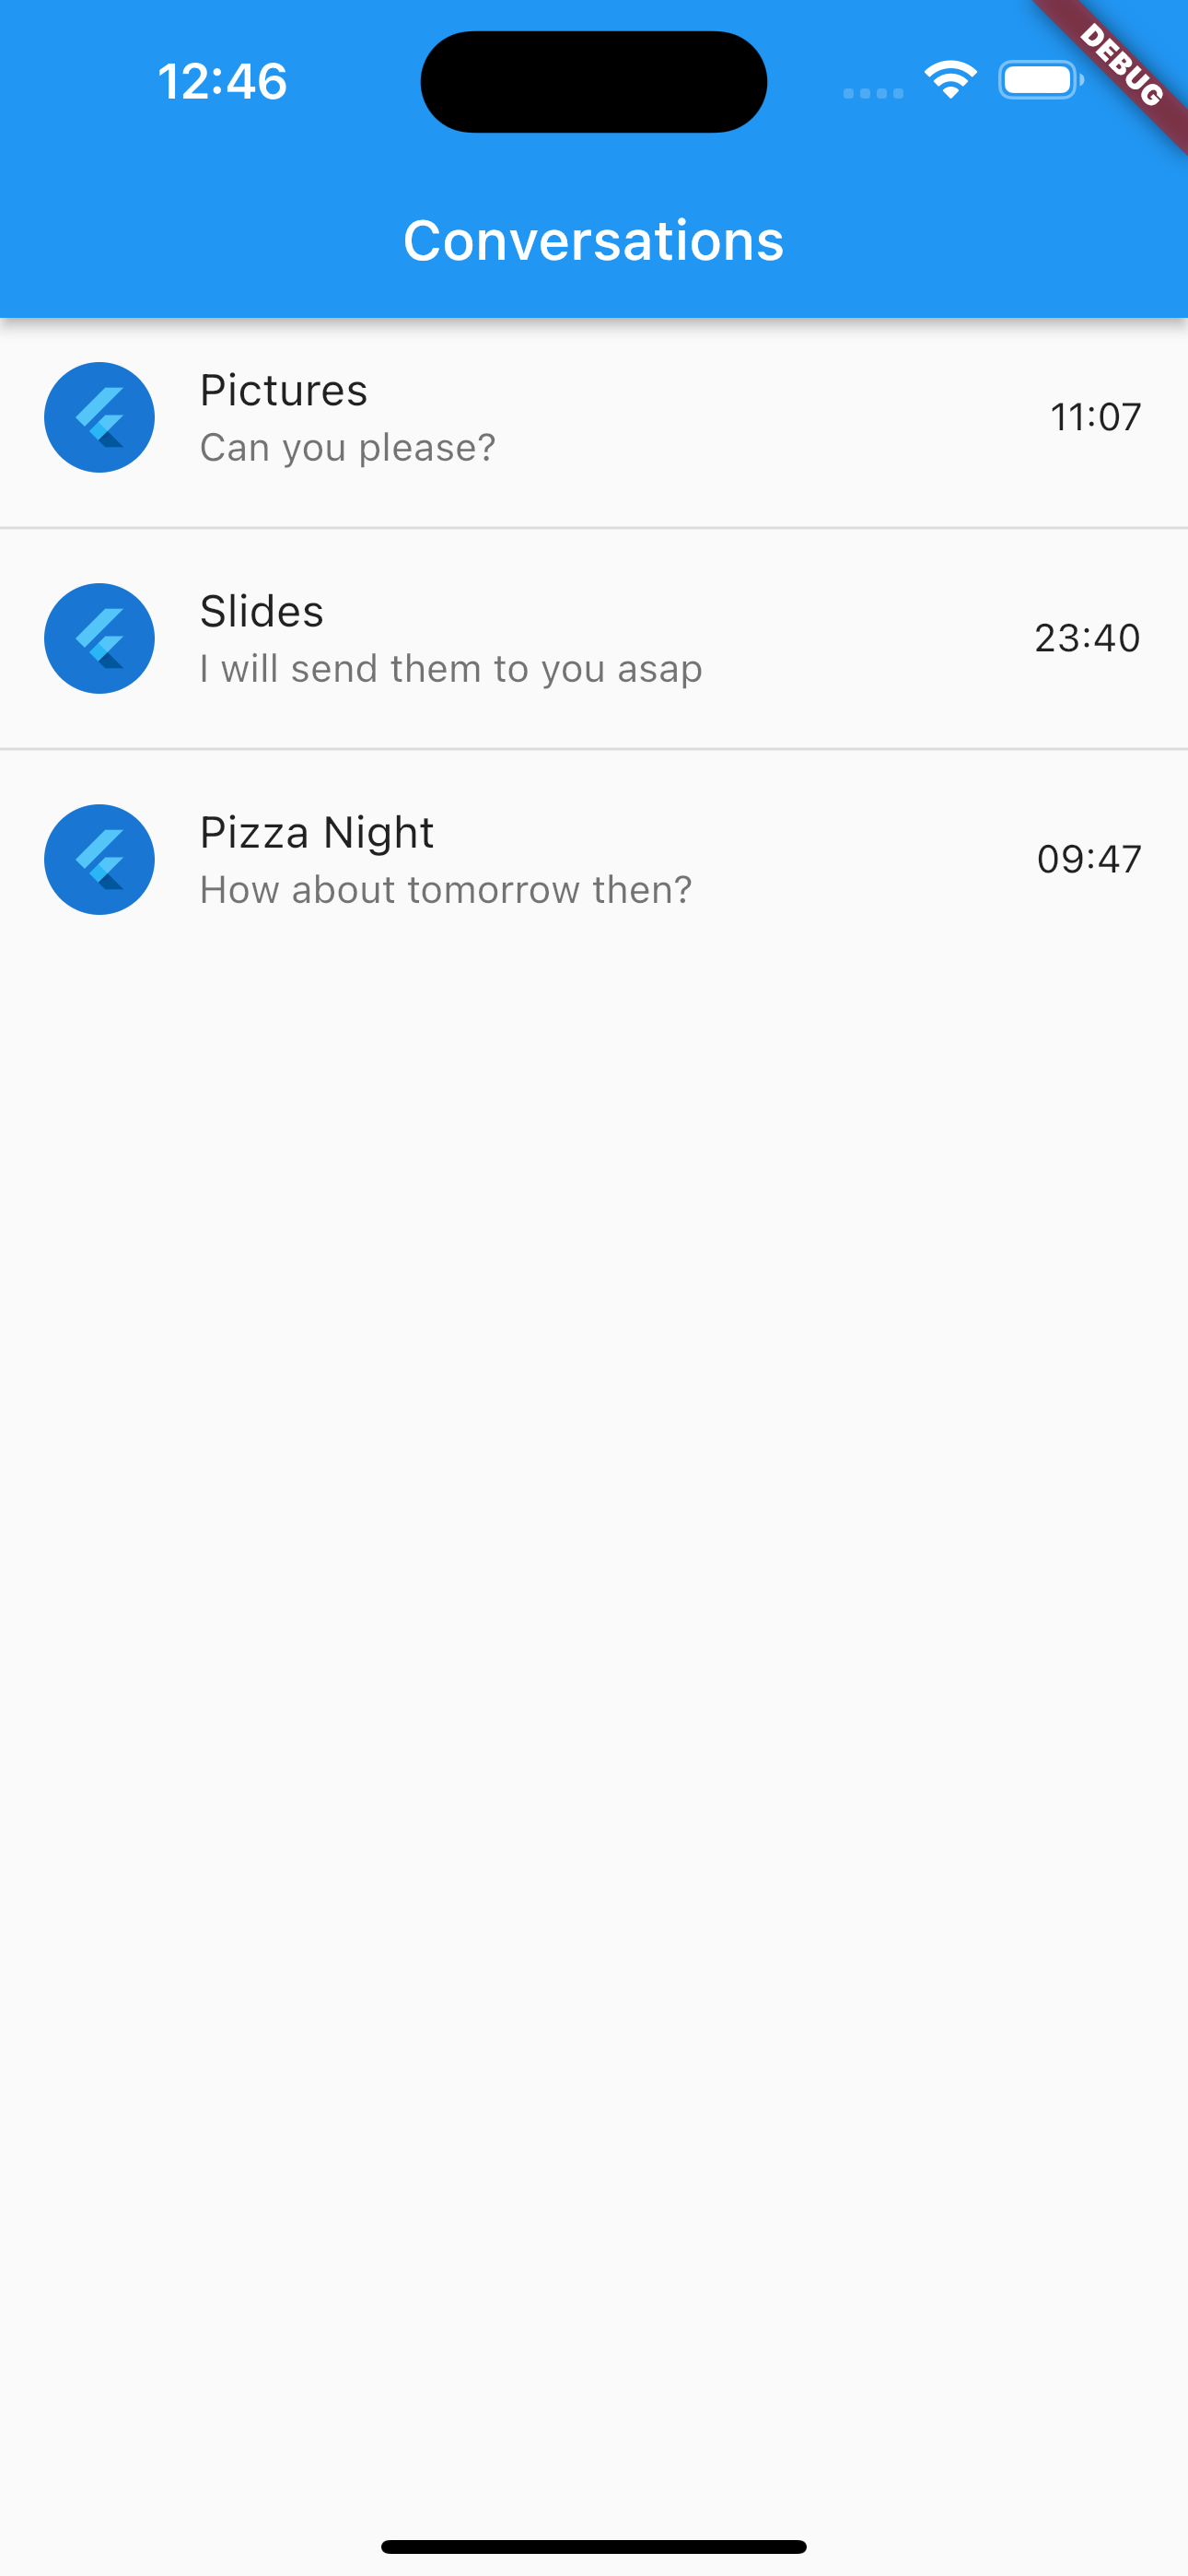 12:46
DEBUG
Conversations
Pictures
Can you please?
11:07
Slides
I will send them to you asap
23:40
Pizza Night
How about tomorrow then?
09:47